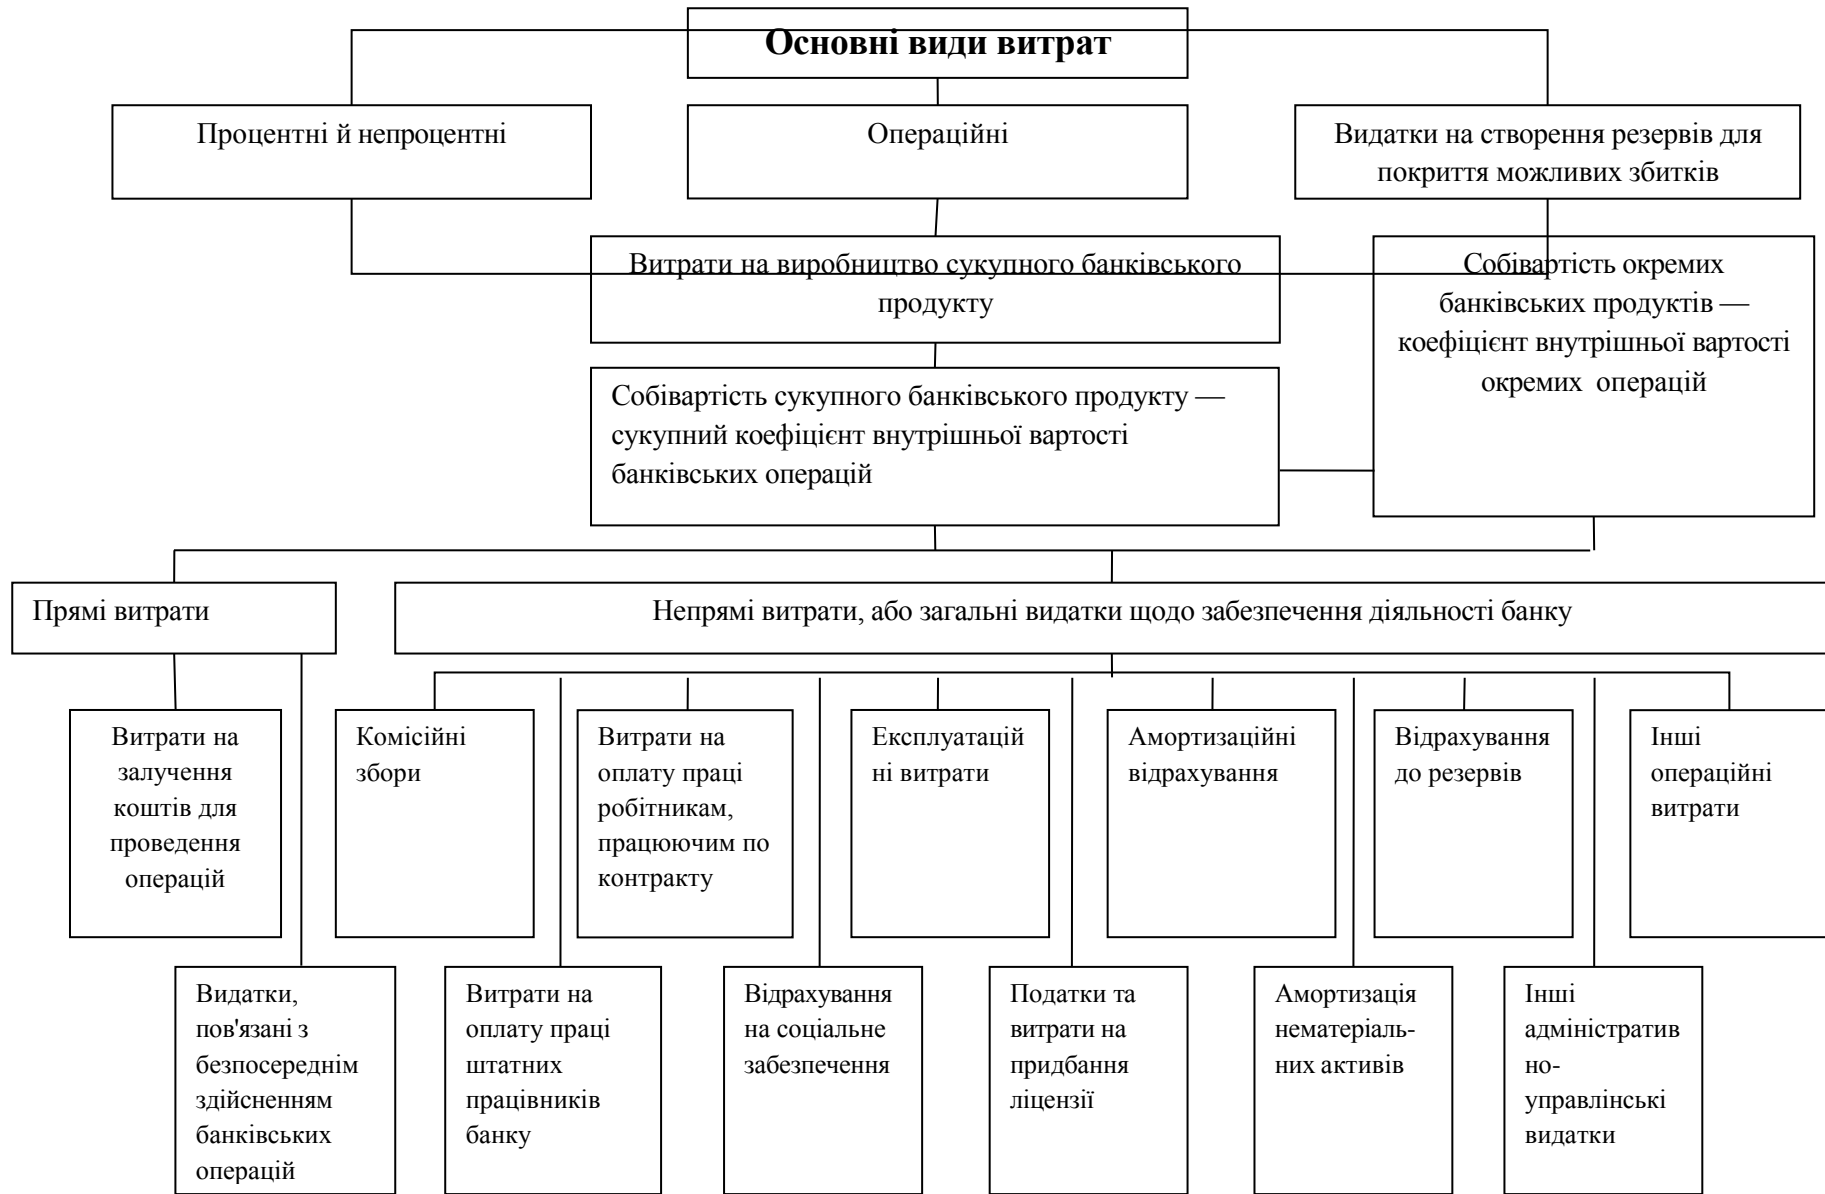 Основні види витрат
Процентні й непроцентні
Операційні
Видатки на створення резервів для
покриття можливих збитків
Витрати на виробництво сукупного банківського
продукту
Собівартість окремих
банківських продуктів —
коефіцієнт внутрішньої вартості
окремих операцій
Собівартість сукупного банківського продукту —
сукупний коефіцієнт внутрішньої вартості
банківських операцій
Прямі витрати
Непрямі витрати, або загальні видатки щодо забезпечення діяльності банку
Витрати на
залучення
коштів для
проведення
операцій
Комісійні
збори
Витрати на
оплату праці
робітникам,
працюючим по
контракту
Експлуатацій
ні витрати
Амортизаційні
відрахування
Відрахування
до резервів
Інші
операційні
витрати
Видатки,
пов'язані з
безпосереднім
здійсненням
банківських
операцій
Витрати на
оплату праці
штатних
працівників
банку
Відрахування
на соціальне
забезпечення
Податки та
витрати на
придбання
ліцензії
Амортизація
нематеріаль-
них активів
Інші
адміністратив
но-
управлінські
видатки